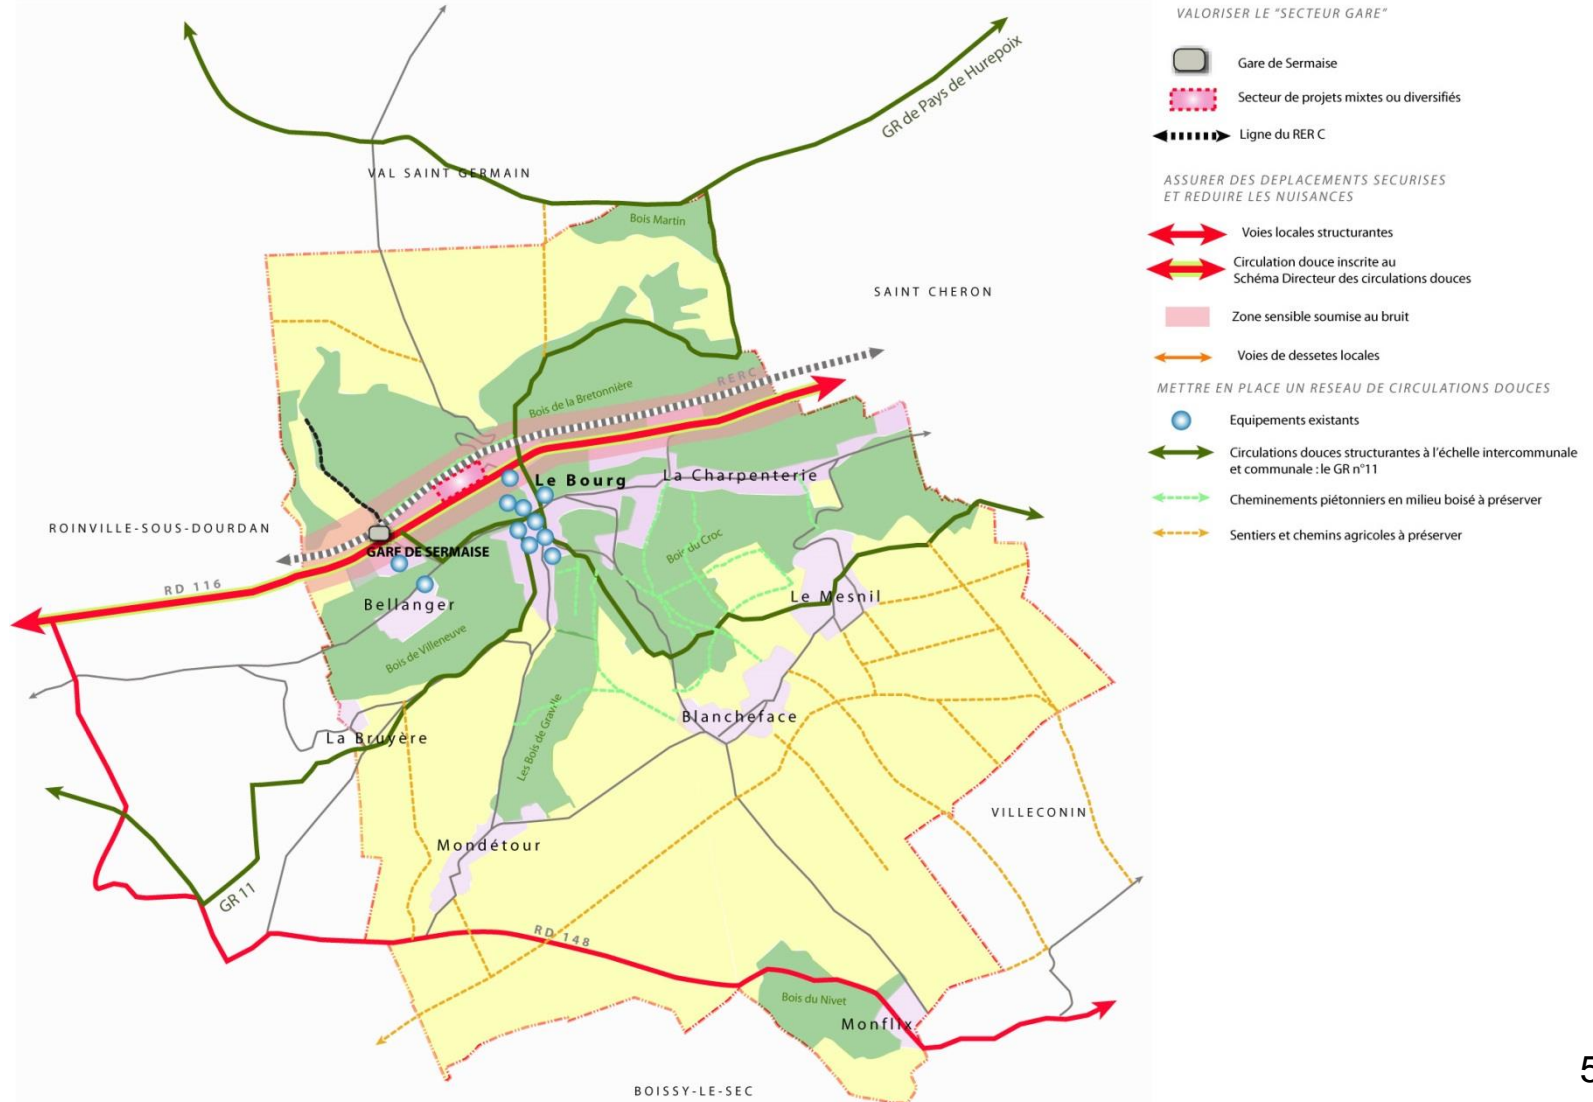 VALORISER LE "SECTEUR GARE"
Gare de Sermaise
Secteur de projets mixtes ou diversifiés
Ligne du RER C
ASSURER DES DEPLACEMENTS SECURISES
ET REDUIRE LES NUISANCES
Voies locales structurantes
Circulation douce inscrite au
Schéma Directeur des circulations douces
Zone sensible soumise au bruit
Voies de dessetes locales
METTRE EN PLACE UN RESEAU DE CIRCULATIONS DOUCES
Equipements existants
Circulations douces structurantes à l'échelle intercommunale
et communale : le GR n°11
Cheminements piétonniers en milieu boisé à préserver
Sentiers et chemins agricoles à préserver
GR de Pays de Hurepoix
VAL SAINT GERMAIN
Bois Martin
SAINT CHERON
RERC
Bois de la Bretonnière
Le Bourg
La Charpenterie
ROINVILLE-SOUS-DOURDAN
GARE DE SERMAISE
Bois du Croc
RD 116
Bellanger
Le Mesnil
Bois de Villeneuve
Blancheface
La Bruyère
Les Bois de Graville
VILLECONIN
Mondétour
GR 11
RD 148
Bois du Nivet
Monflix
BOISSY-LE-SEC
5